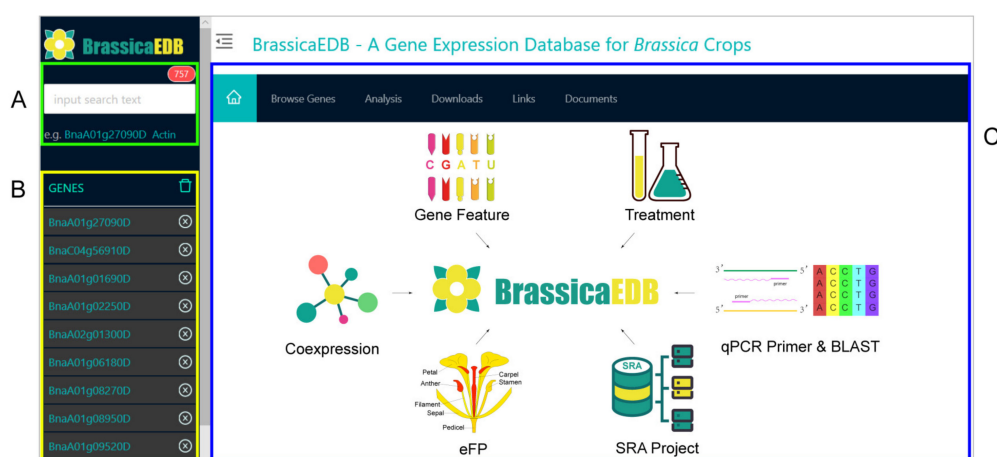 BrassicaEDB
BrassicaEDB - A Gene Expression Database for Brassica Crops
A
757
input search text
e.g. BnaA01g27090D Actin
Browse Genes Analysis Downloads Links Documents
C
B
GENES
BnaA01g27090D
BnaC04g56910D
BnaA01g01690D
BnaA01g02250D
BnaA02g01300D
BnaA01g06180D
BnaA01g08270D
BnaA01g08950D
BnaA01g09520D
C G A T U
Gene Feature
Treatment
Coexpression
BrassicaEDB
3' 5'
primer
primer
5' 3'
A C C T G
A C C T G
A C C T G
A C C T G
qPCR Primer & BLAST
Petal
Anther
Filament
Sepal
Pedicel
Carpel
Stamen
eFP
SRA
SRA Project